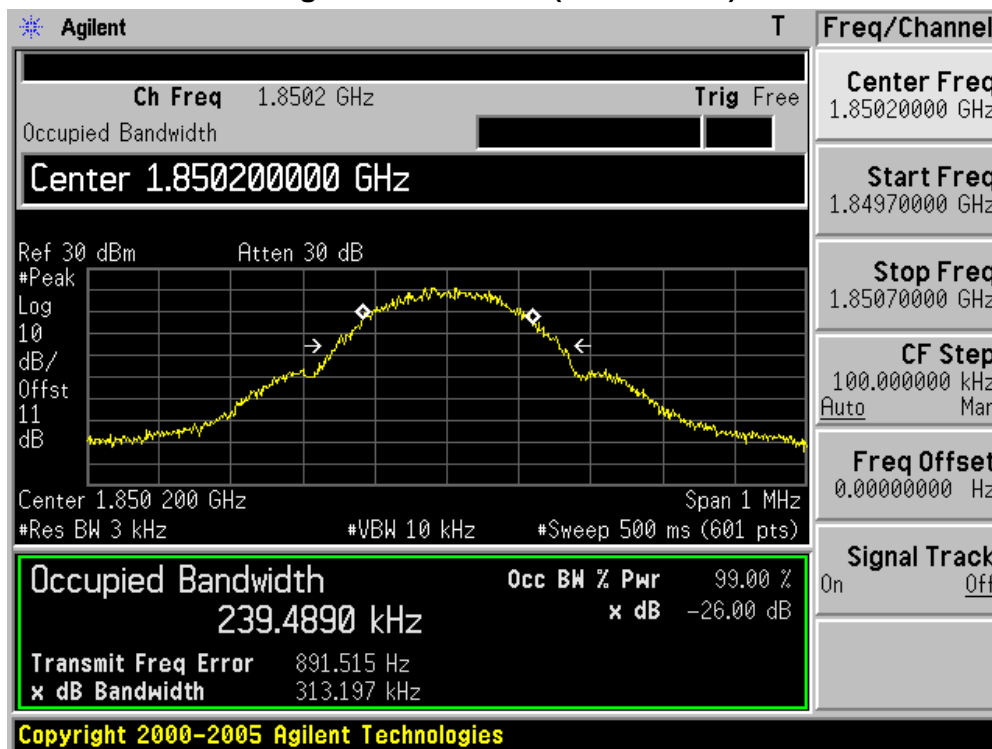 Agilent T Freq/Channel
Ch Freq 1.8502 GHz Trig Free
Occupied Bandwidth
Center 1.850200000 GHz
Ref 30 dBm Atten 30 dB
#Peak
Log
10
dB/
Offst
11
dB
Center 1.850 200 GHz Span 1 MHz
#Res BW 3 kHz #VBW 10 kHz #Sweep 500 ms (601 pts)
Occupied Bandwidth Occ BW % Pwr 99.00 %
239.4890 kHz x dB -26.00 dB
Transmit Freq Error 891.515 Hz
x dB Bandwidth 313.197 kHz
Copyright 2000-2005 Agilent Technologies
Center Freq
1.85020000 GHz
Start Freq
1.84970000 GHz
Stop Freq
1.85070000 GHz
CF Step
100.000000 kHz
Auto Man
Freq Offset
0.00000000 Hz
Signal Track
On Off